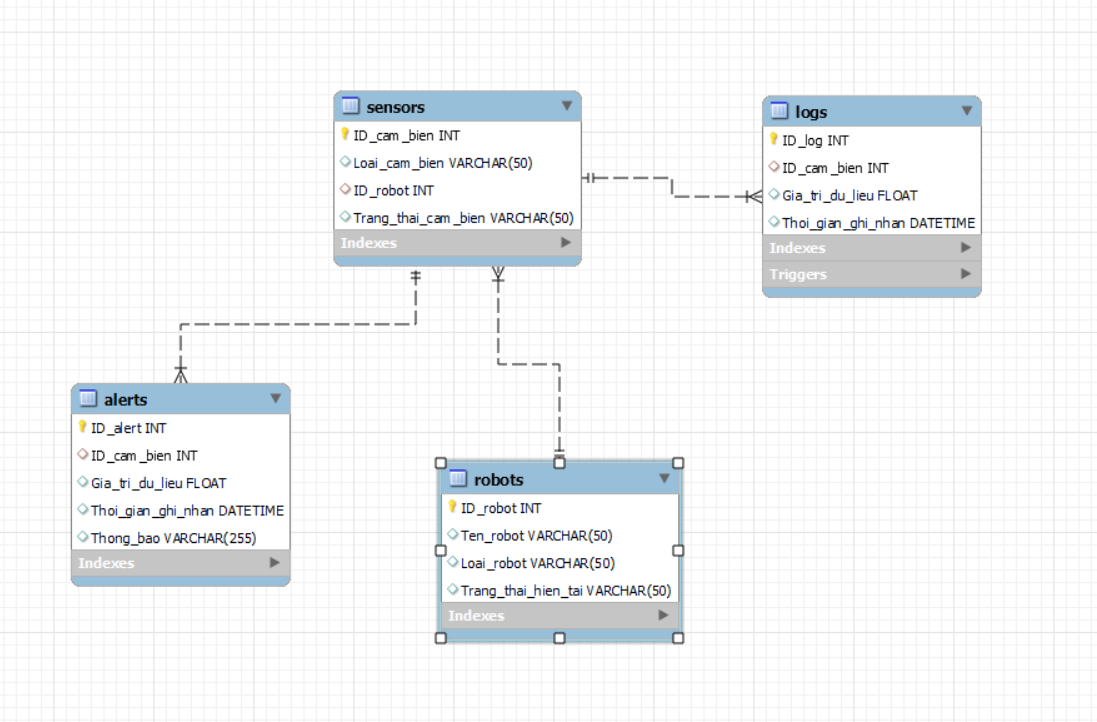 sensors
ID_cam_bien INT
Loai_cam_bien VARCHAR(50)
ID_robot INT
Trang_thai_cam_bien VARCHAR(50)
Indexes
logs
ID_log INT
ID_cam_bien INT
Gia_tri_du_lieu FLOAT
Thoi_gian_ghi_nhan DATETIME
Indexes
Triggers
alerts
ID_alert INT
ID_cam_bien INT
Gia_tri_du_lieu FLOAT
Thoi_gian_ghi_nhan DATETIME
Thong_bao VARCHAR(255)
Indexes
robots
ID_robot INT
Ten_robot VARCHAR(50)
Loai_robot VARCHAR(50)
Trang_thai_hien_tai VARCHAR(50)
Indexes